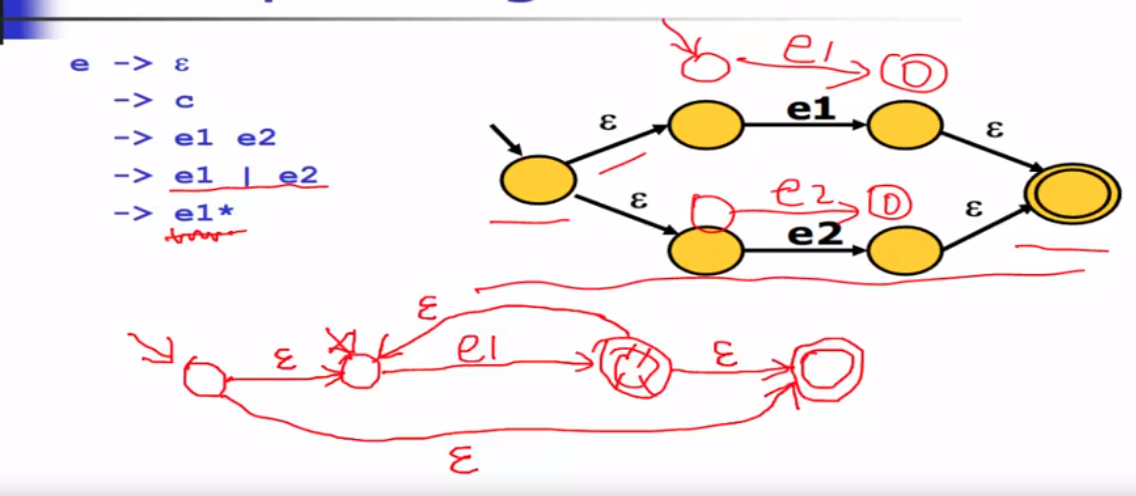 e -> ε
-> c
-> e1 e2
-> e1 | e2
-> e1*
e1
ε e1 ε
ε e2 ε
e2
ε
ε e1 ε
ε